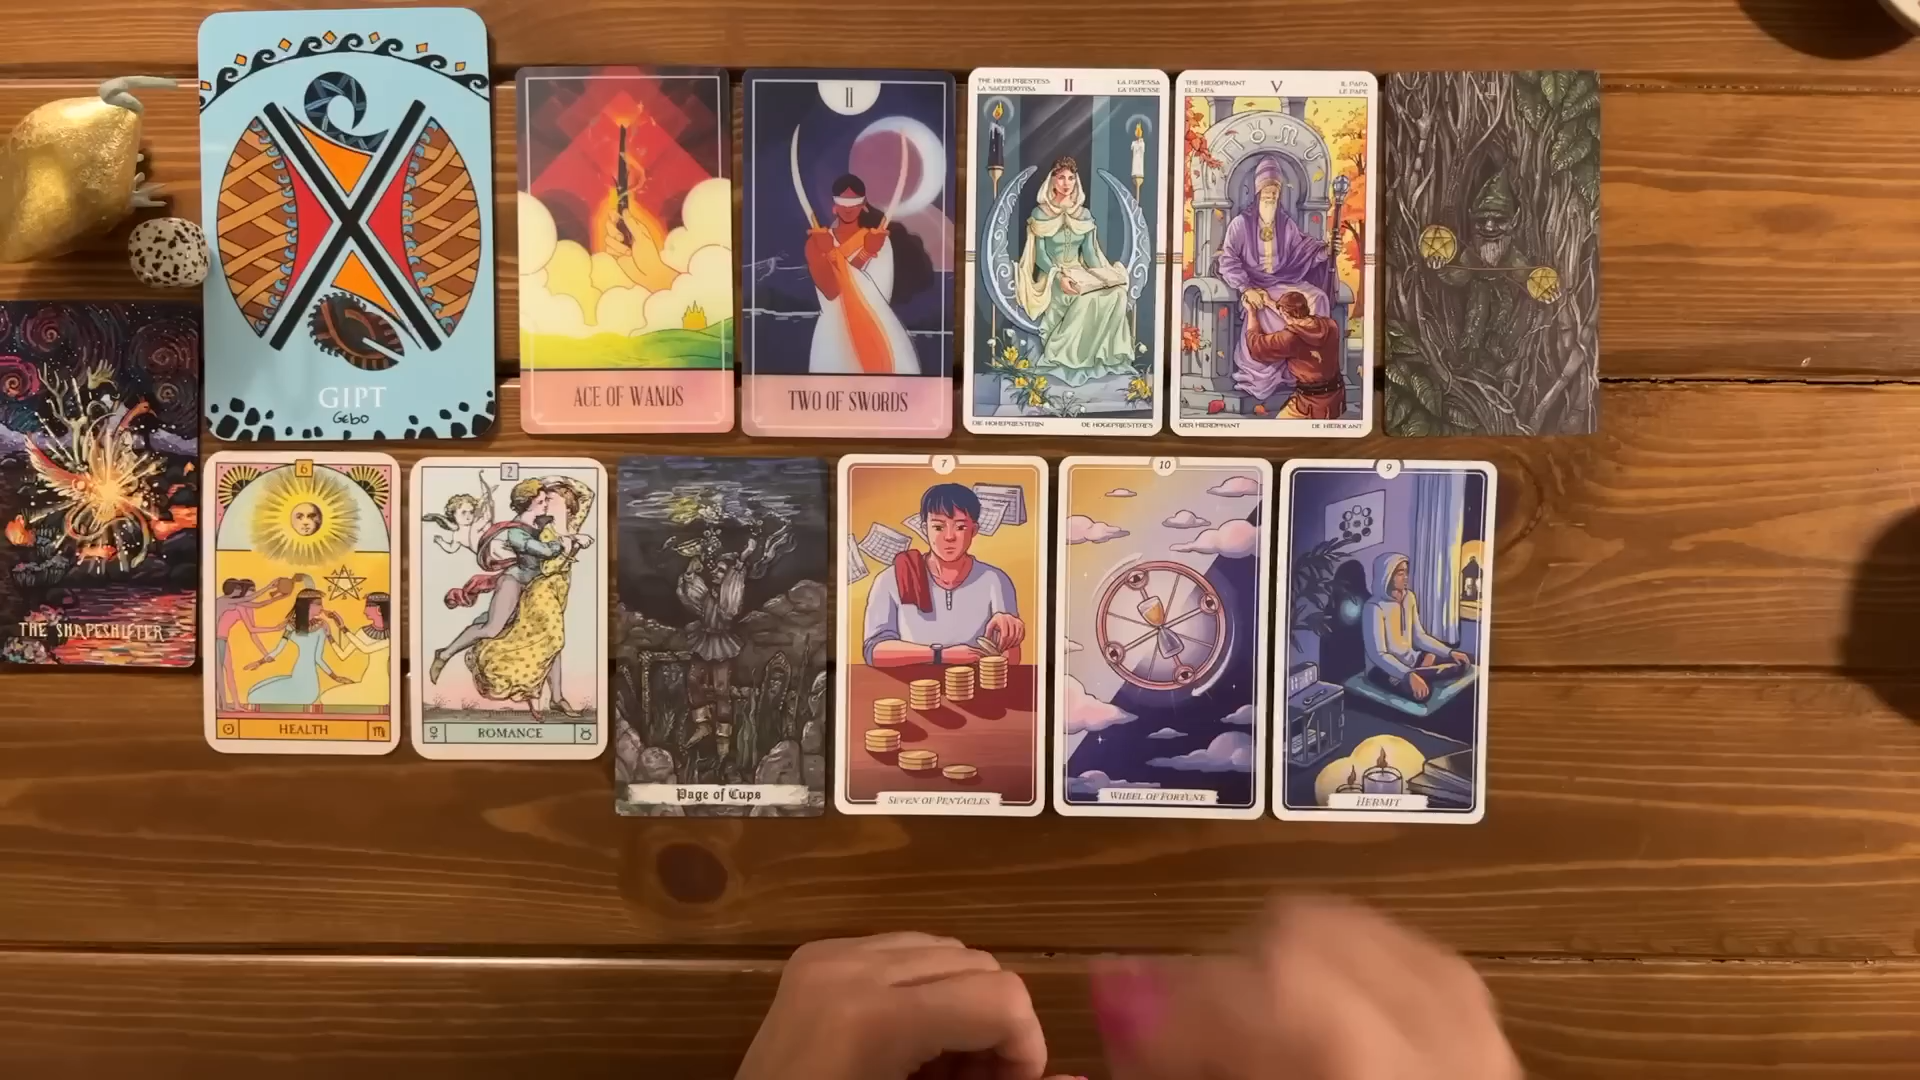 GIPT
GEBO
ACE OF WANDS
II
TWO OF SWORDS
THE HIGH PRIESTESS
LA SACERDOTISA
II
LA PAPESSA
LA PAPESSE
DIE HOHEPRIESTERIN
DE HOGEPRIESTERES
THE HIEROPHANT
EL PAPA
V
IL PAPA
LE PAPE
DER HIEROPHANT
DE HIEROFANT
THE SHAPESHIFTER
6
HEALTH
2
ROMANCE
Page of Cups
7
SEVEN OF PENTACLES
10
WHEEL OF FORTUNE
9
HERMIT